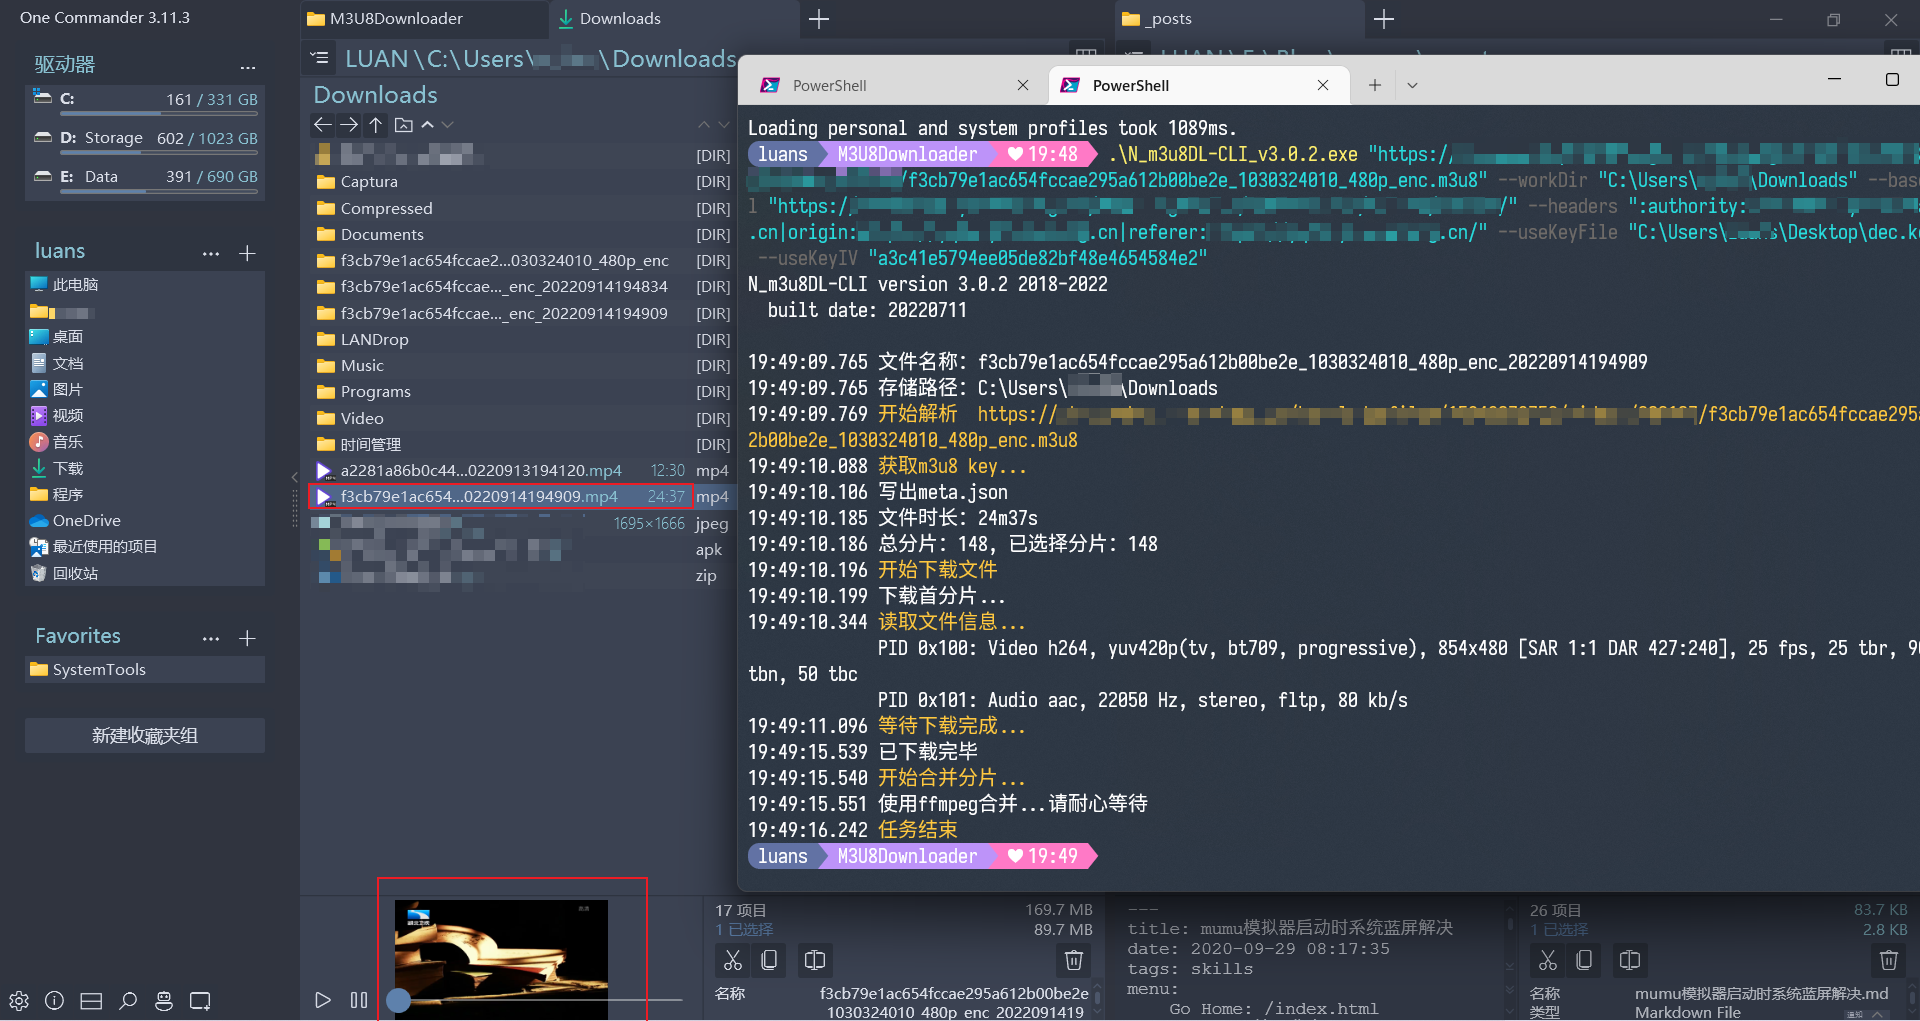 One Commander 3.11.3
驱动器
...
C: 161 / 331 GB
D: Storage 602 / 1023 GB
E: Data 391 / 690 GB
luans ... +
此电脑
桌面
文档
图片
视频
音乐
下载
程序
OneDrive
最近使用的项目
回收站
Favorites ... +
SystemTools
新建收藏夹组
M3U8Downloader
Downloads
_posts
LUAN \ C: \ Users \ \ Downloads
Downloads
[DIR]
Captura [DIR]
Compressed [DIR]
Documents [DIR]
f3cb79e1ac654fccae2...030324010_480p_enc [DIR]
f3cb79e1ac654fccae..._enc_20220914194834 [DIR]
f3cb79e1ac654fccae..._enc_20220914194909 [DIR]
LANDrop [DIR]
Music [DIR]
Programs [DIR]
Video [DIR]
时间管理 [DIR]
a2281a86b0c44...0220913194120.mp4 12:30 mp4
f3cb79e1ac654...0220914194909.mp4 24:37 mp4
1695×1666 jpeg
apk
zip
PowerShell
PowerShell
Loading personal and system profiles took 1089ms.
luans M3U8Downloader 19:48 .\N_m3u8DL-CLI_v3.0.2.exe "https:/
/f3cb79e1ac654fccae295a612b00be2e_1030324010_480p_enc.m3u8" --workDir "C:\Users\ \Downloads" --bas
l "https:/ /" --headers ":authority:
.cn|origin: .cn|referer: .cn/" --useKeyFile "C:\Users\ \Desktop\dec.k
--useKeyIV "a3c41e5794ee05de82bf48e4654584e2"
N_m3u8DL-CLI version 3.0.2 2018-2022
built date: 20220711
19:49:09.765 文件名称: f3cb79e1ac654fccae295a612b00be2e_1030324010_480p_enc_20220914194909
19:49:09.765 存储路径: C:\Users\ \Downloads
19:49:09.769 开始解析 https:// /f3cb79e1ac654fccae295
2b00be2e_1030324010_480p_enc.m3u8
19:49:10.088 获取m3u8 key...
19:49:10.106 写出meta.json
19:49:10.185 文件时长: 24m37s
19:49:10.186 总分片: 148, 已选择分片: 148
19:49:10.196 开始下载文件
19:49:10.199 下载首分片...
19:49:10.344 读取文件信息...
PID 0x100: Video h264, yuv420p(tv, bt709, progressive), 854x480 [SAR 1:1 DAR 427:240], 25 fps, 25 tbr, 9
tbn, 50 tbc
PID 0x101: Audio aac, 22050 Hz, stereo, fltp, 80 kb/s
19:49:11.096 等待下载完成...
19:49:15.539 已下载完毕
19:49:15.540 开始合并分片...
19:49:15.551 使用ffmpeg合并...请耐心等待
19:49:16.242 任务结束
luans M3U8Downloader 19:49
17 项目 169.7 MB
1 已选择 89.7 MB
名称 f3cb79e1ac654fccae295a612b00be2e
1030324010_480p_enc_2022091419
---
title: mumu模拟器启动时系统蓝屏解决
date: 2020-09-29 08:17:35
tags: skills
menu:
Go Home: /index.html
26 项目 83.7 KB
1 已选择 2.8 KB
名称 mumu模拟器启动时系统蓝屏解决.md
类型 Markdown File